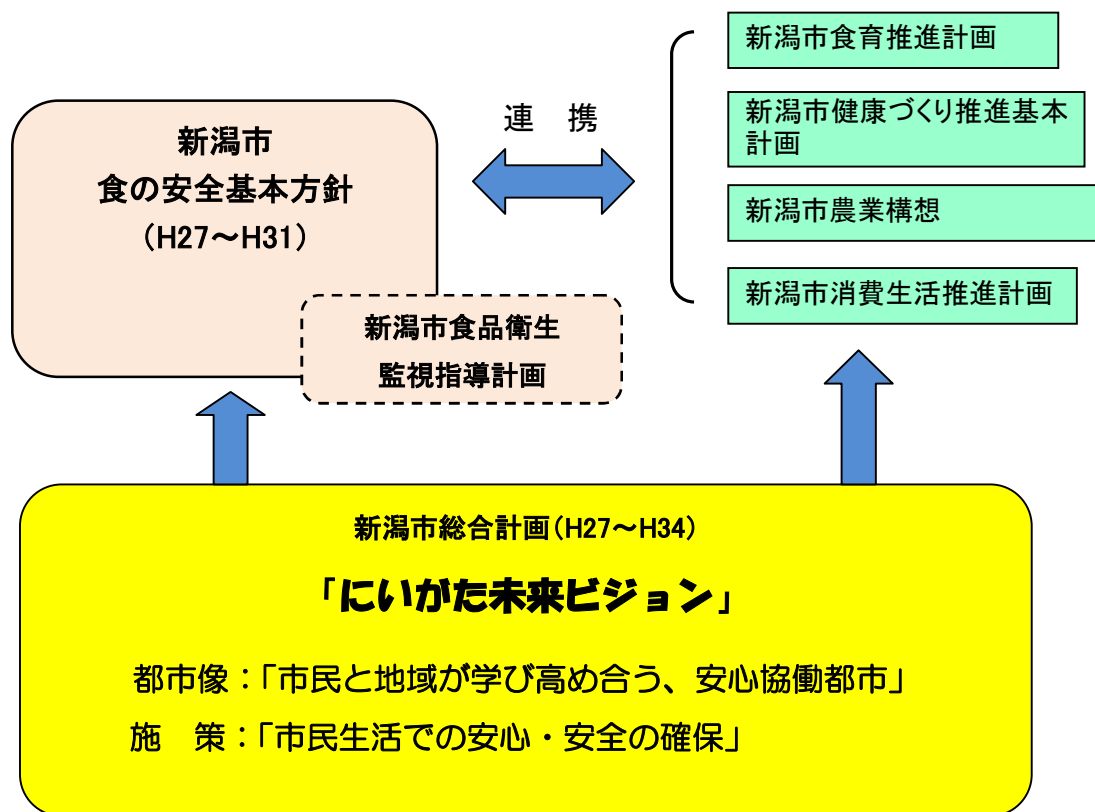 新潟市
食の安全基本方針
（H27～H31）
新潟市食品衛生
監視指導計画
連　携
新潟市食育推進計画
新潟市健康づくり推進基本
計画
新潟市農業構想
新潟市消費生活推進計画
新潟市総合計画（H27～H34）
「にいがた未来ビジョン」
都市像：「市民と地域が学び高め合う、安心協働都市」
施　策：「市民生活での安心・安全の確保」